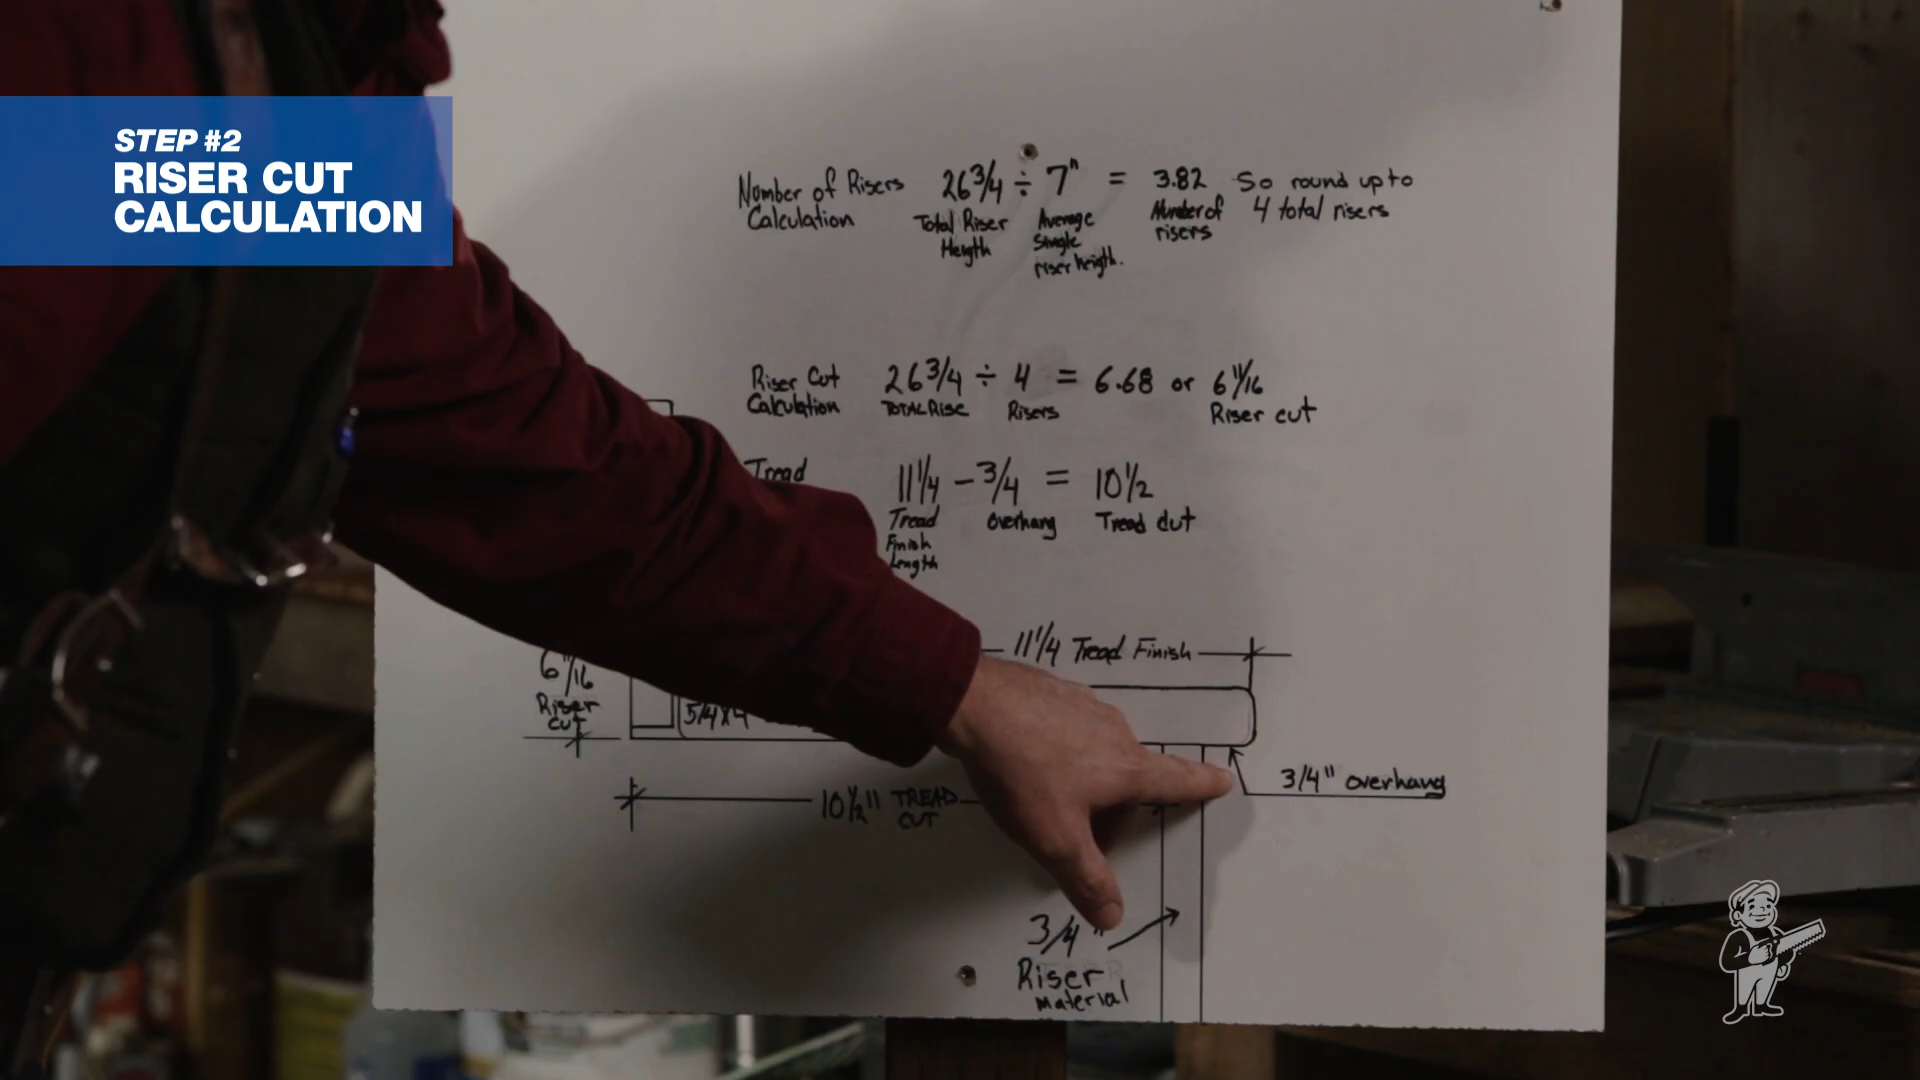 STEP #2
RISER CUT
CALCULATION
Number of Risers 26 3/4 ÷ 7" = 3.82 So round up to
Calculation Total Riser Heigth Average Single riser heigth. Number of risers 4 total risers
Riser Cut 26 3/4 ÷ 4 = 6.68 or 6 11/16
Calculation TOTAL RISE Risers Riser cut
Tread 11 1/4 - 3/4 = 10 1/2
Tread Finish Length overhang Tread cut
11 1/4 Tread Finish
6 11/16
Riser
cut
5/4x4
3/4" overhang
10 1/2" TREAD
CUT
3/4"
Riser
material